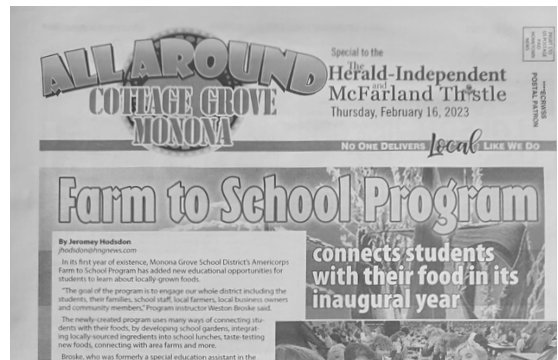 ALL AROUND
COTTAGE GROVE
MONONA
Special to the
The
Herald-Independent
and
McFarland Thistle
Thursday, February 16, 2023
*****ECRWSS
POSTAL PATRON
NO ONE DELIVERS Local LIKE WE DO
Farm to School Program
connects students
with their food in its
inaugural year
By Jeromey Hodsdon
jhodsdon@hngnews.com
In its first year of existence, Monona Grove School District's Americorps
Farm to School Program has added new educational opportunities for
students to learn about locally-grown foods.
"The goal of the program is to engage our whole district including the
students, their families, school staff, local farmers, local business owners
and community members," Program instructor Weston Broske said.
The newly-created program uses many ways of connecting stu-
dents with their foods, by developing school gardens, integrat-
ing locally-sourced ingredients into school lunches, taste-testing
new foods, connecting with area farms and more.
Broske, who was formerly a special education assistant in the